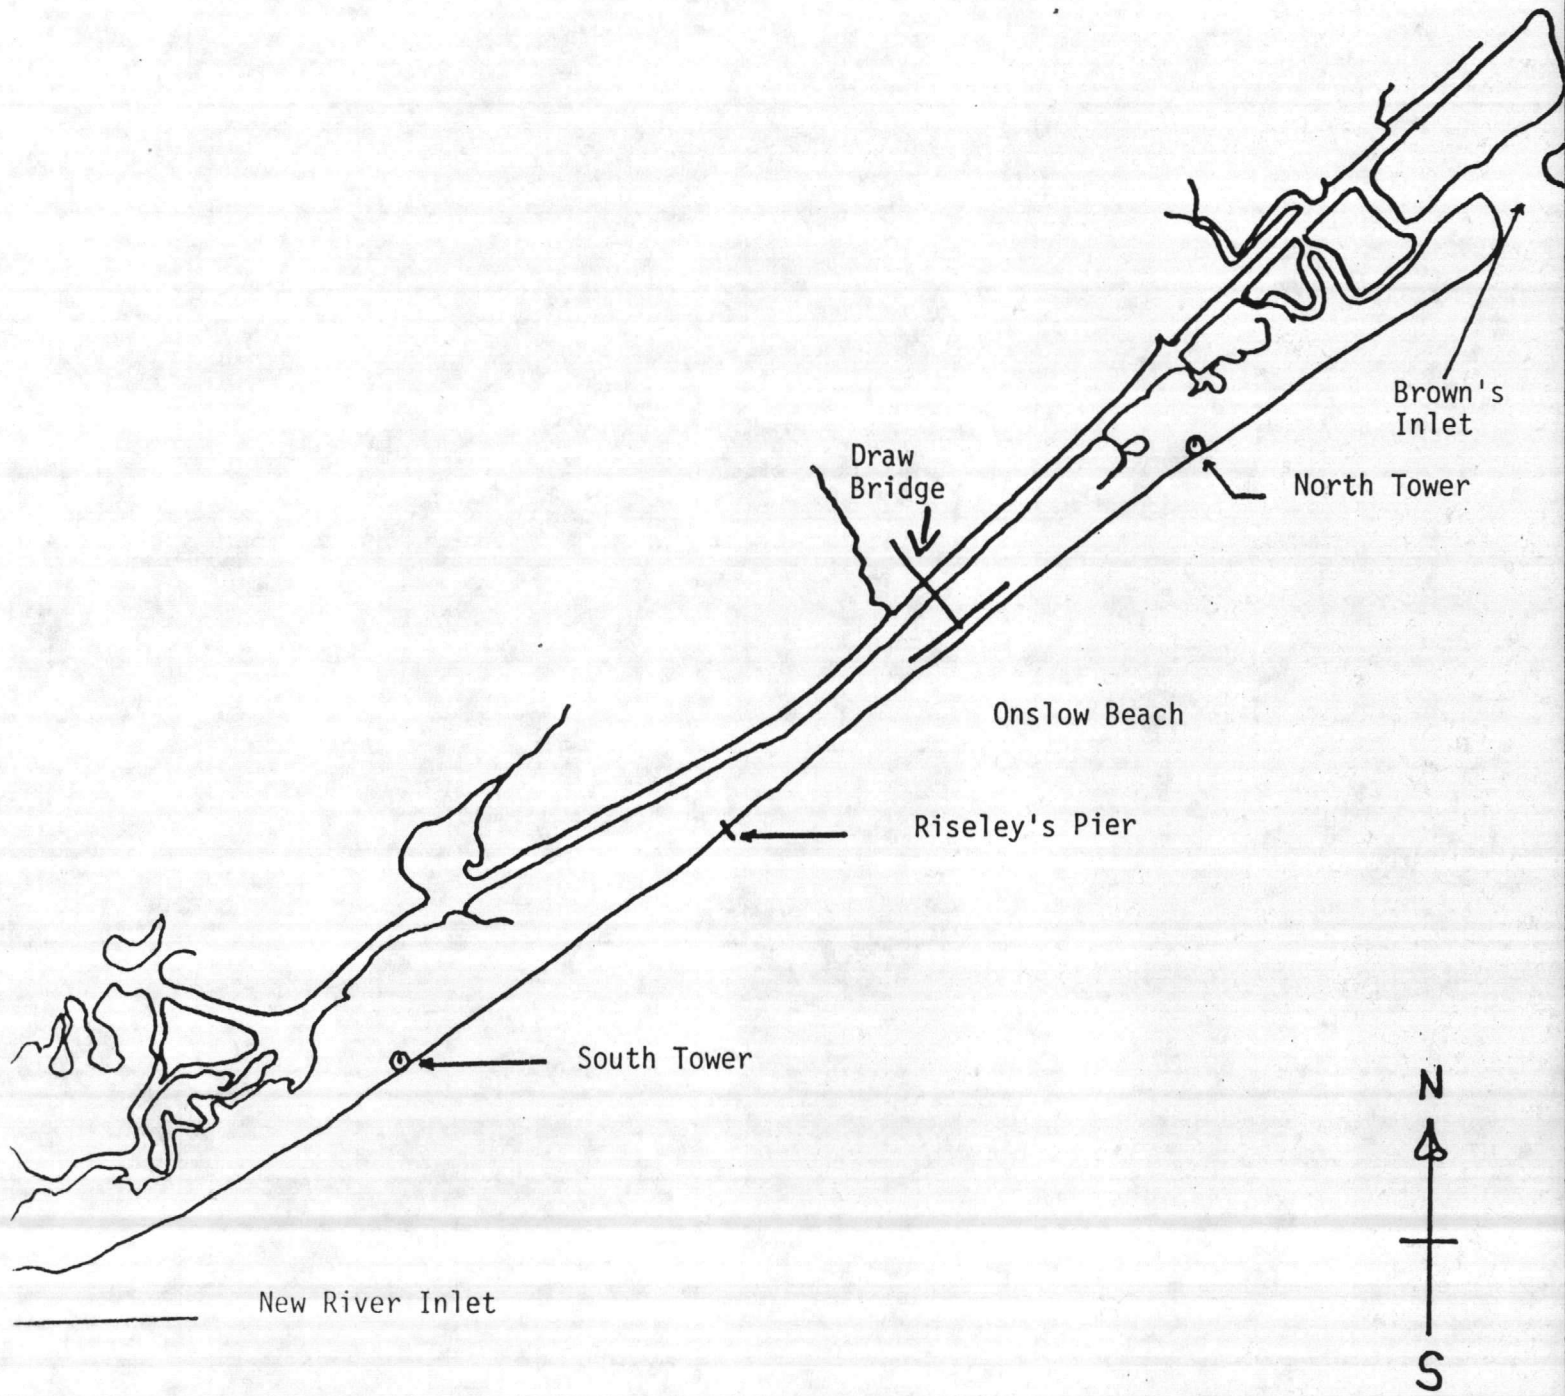 Brown's
Inlet
Draw
Bridge
North Tower
Onslow Beach
Riseley's Pier
South Tower
N
New River Inlet
S